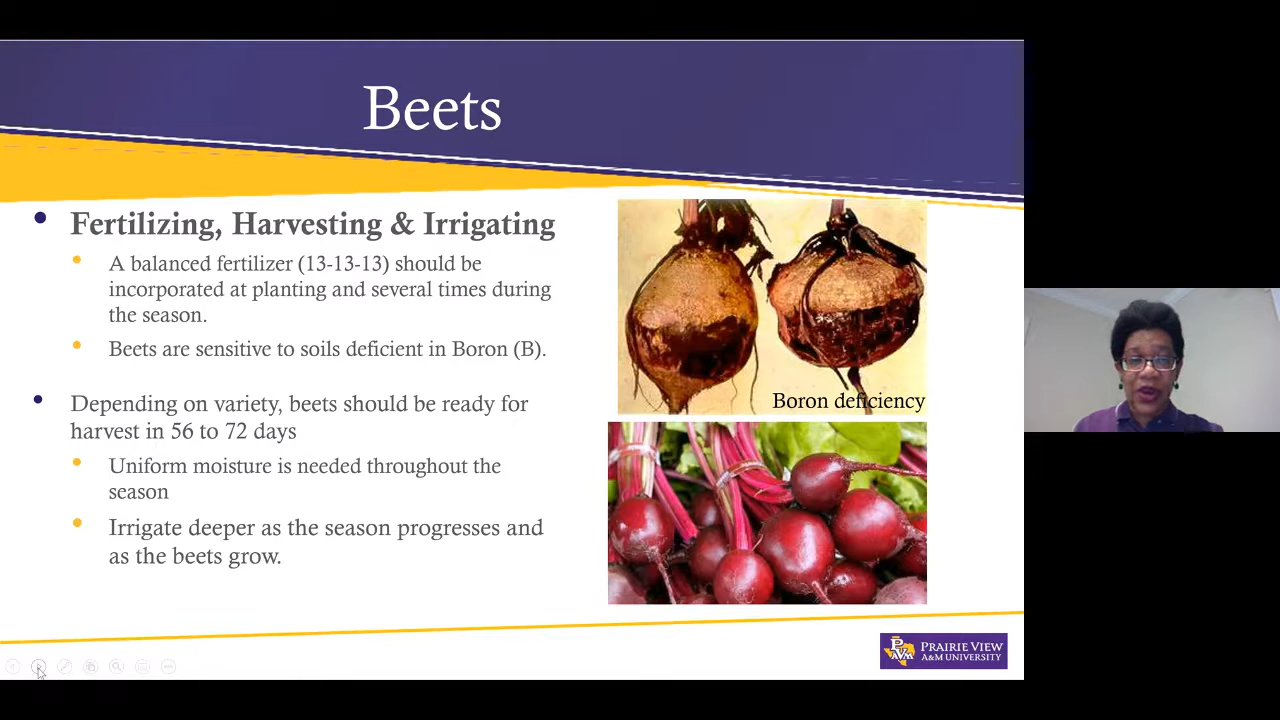 Beets
Fertilizing, Harvesting & Irrigating
A balanced fertilizer (13-13-13) should be
incorporated at planting and several times during
the season.
Beets are sensitive to soils deficient in Boron (B).
Depending on variety, beets should be ready for
harvest in 56 to 72 days
Uniform moisture is needed throughout the
season
Irrigate deeper as the season progresses and
as the beets grow.
Boron deficiency
PVAM
PRAIRIE VIEW
A&M UNIVERSITY